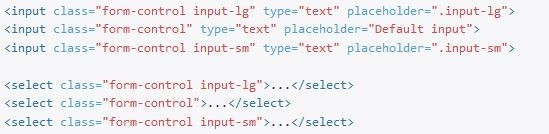 <input class="form-control input-lg" type="text" placeholder=".input-lg">
<input class="form-control" type="text" placeholder="Default input">
<input class="form-control input-sm" type="text" placeholder=".input-sm">
<select class="form-control input-lg">...</select>
<select class="form-control">...</select>
<select class="form-control input-sm">...</select>